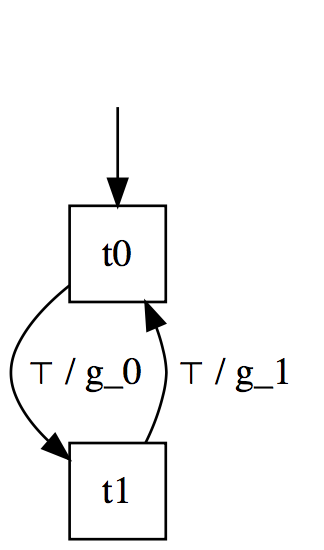 t0
⊤ / g_0
⊤ / g_1
t1